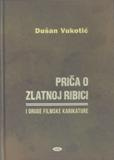 Dušan Vukotić
PRIČA O
ZLATNOJ RIBICI
I DRUGE FILMSKE KARIKATURE